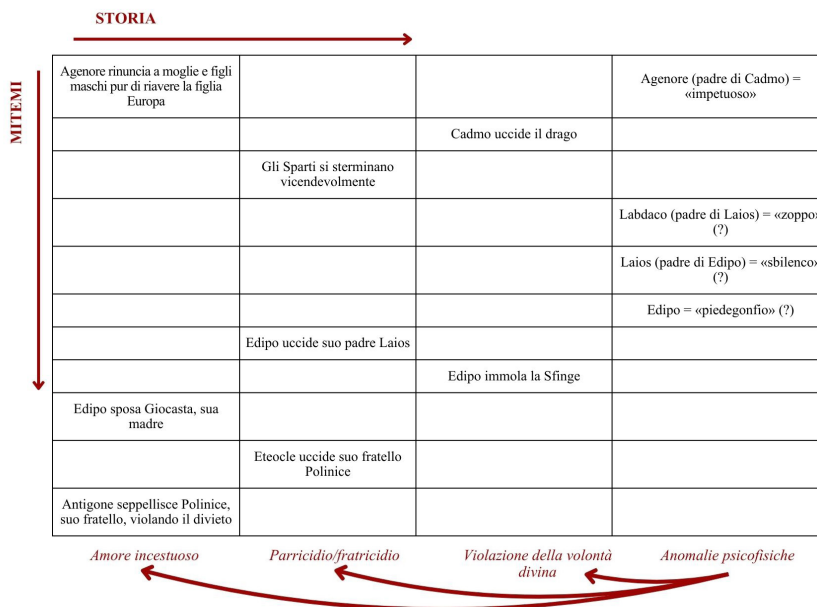 STORIA
MITEMI
Agenore rinuncia a moglie e figli
maschi pur di riavere la figlia
Europa
Agenore (padre di Cadmo) =
«impetuoso»
Cadmo uccide il drago
Gli Sparti si sterminano
vicendevolmente
Labdaco (padre di Laios) = «zoppo»
(?)
Laios (padre di Edipo) = «sbilenco»
(?)
Edipo = «piedegonfio» (?)
Edipo uccide suo padre Laios
Edipo immola la Sfinge
Edipo sposa Giocasta, sua
madre
Eteocle uccide suo fratello
Polinice
Antigone seppellisce Polinice,
suo fratello, violando il divieto
Amore incestuoso
Parricidio/fratricidio
Violazione della volontà
divina
Anomalie psicofisiche